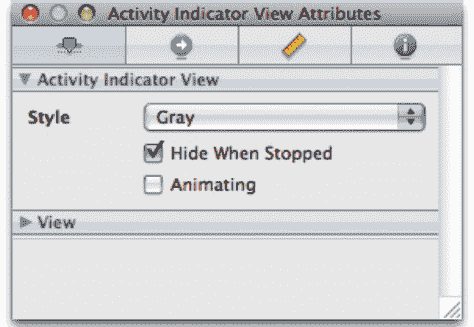 Activity Indicator View Attributes
Activity Indicator View
Style Gray
Hide When Stopped
Animating
View